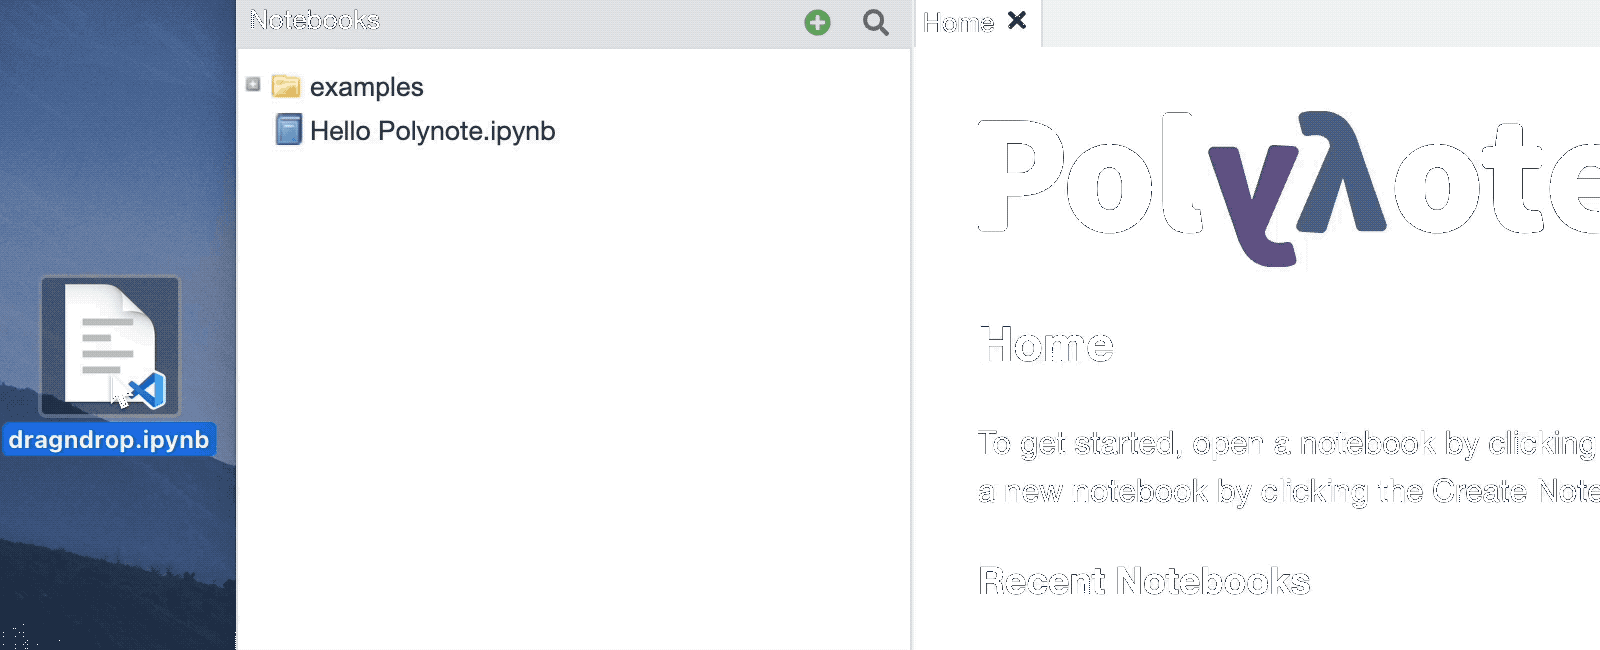 Notebooks
Home
examples
Hello Polynote.ipynb
Polyλote
Home
dragndrop.ipynb
To get started, open a notebook by clicking
a new notebook by clicking the Create Note
Recent Notebooks